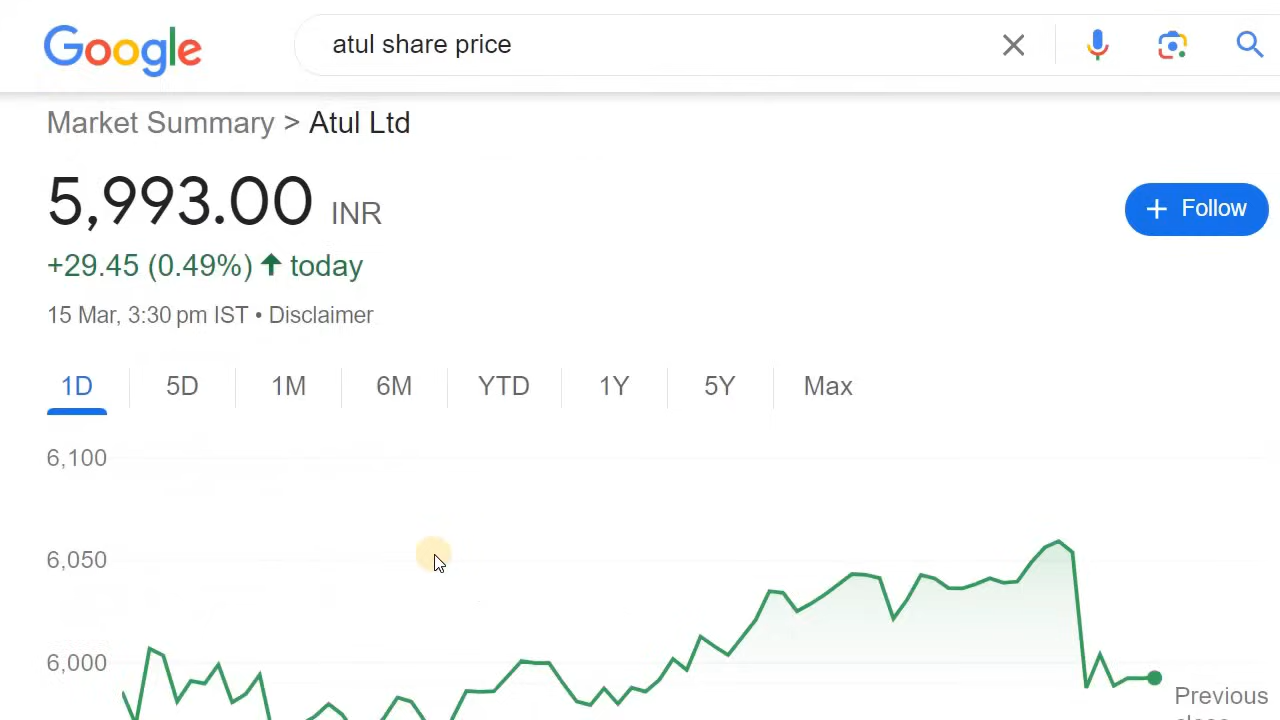 Google
atul share price
Market Summary > Atul Ltd
5,993.00 INR
+ Follow
+29.45 (0.49%) ↑ today
15 Mar, 3:30 pm IST • Disclaimer
1D 5D 1M 6M YTD 1Y 5Y Max
6,100
6,050
6,000
Previous